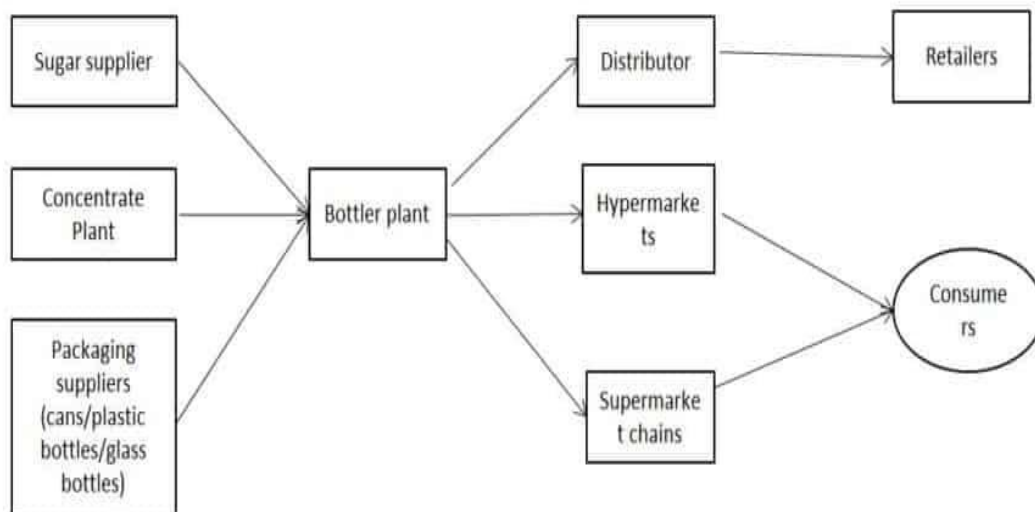 Sugar supplier
Distributor
Retailers
Concentrate
Plant
Bottler plant
Hypermarke
ts
Consume
rs
Packaging
suppliers
(cans/plastic
bottles/glass
bottles)
Supermarke
t chains